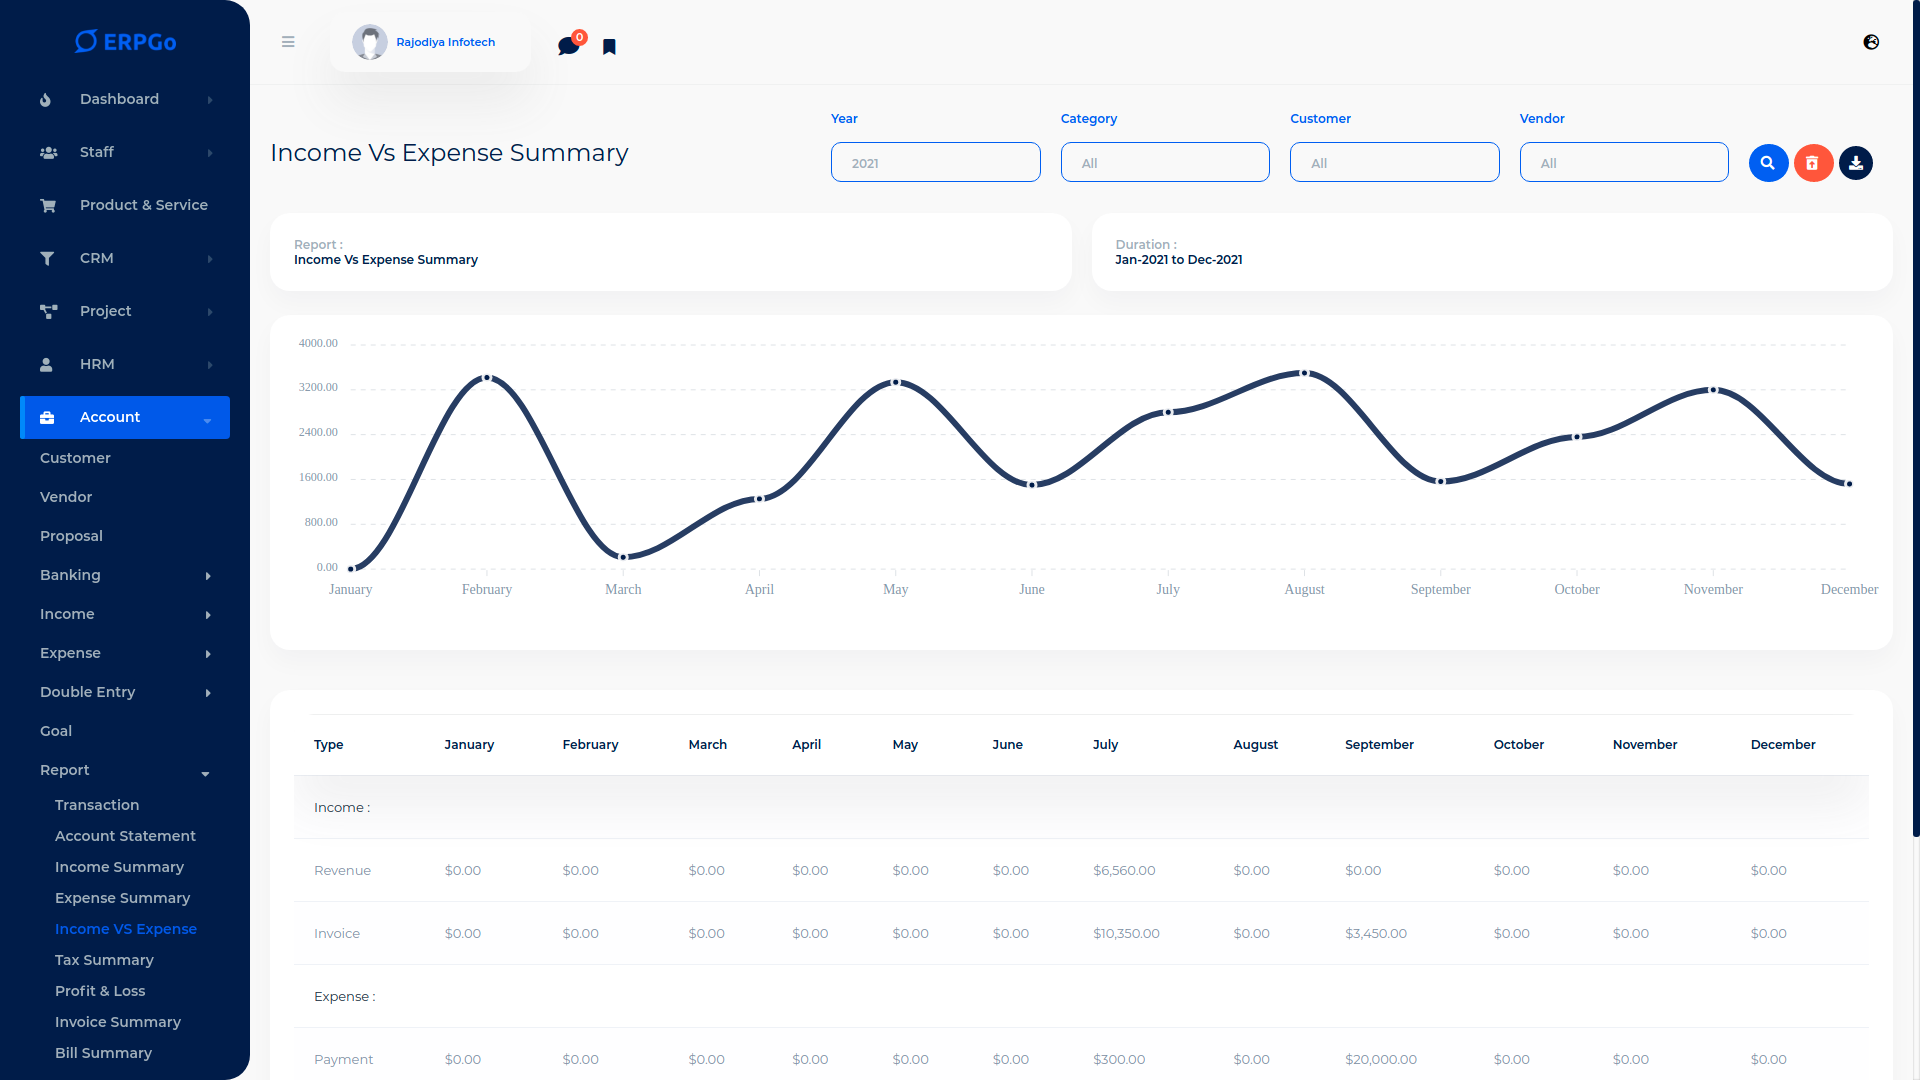 ERPGo
Dashboard
Staff
Product & Service
CRM
Project
HRM
Account
Customer
Vendor
Proposal
Banking
Income
Expense
Double Entry
Goal
Report
Transaction
Account Statement
Income Summary
Expense Summary
Income VS Expense
Tax Summary
Profit & Loss
Invoice Summary
Bill Summary
Rajodiya Infotech
0
Income Vs Expense Summary
Year Category Customer Vendor
2021 All All All
Report :
Income Vs Expense Summary
Duration :
Jan-2021 to Dec-2021
4000.00
3200.00
2400.00
1600.00
800.00
0.00
January February March April May June July August September October November December
Type January February March April May June July August September October November December
Income :
Revenue $0.00 $0.00 $0.00 $0.00 $0.00 $0.00 $6,560.00 $0.00 $0.00 $0.00 $0.00 $0.00
Invoice $0.00 $0.00 $0.00 $0.00 $0.00 $0.00 $10,350.00 $0.00 $3,450.00 $0.00 $0.00 $0.00
Expense :
Payment $0.00 $0.00 $0.00 $0.00 $0.00 $0.00 $300.00 $0.00 $20,000.00 $0.00 $0.00 $0.00